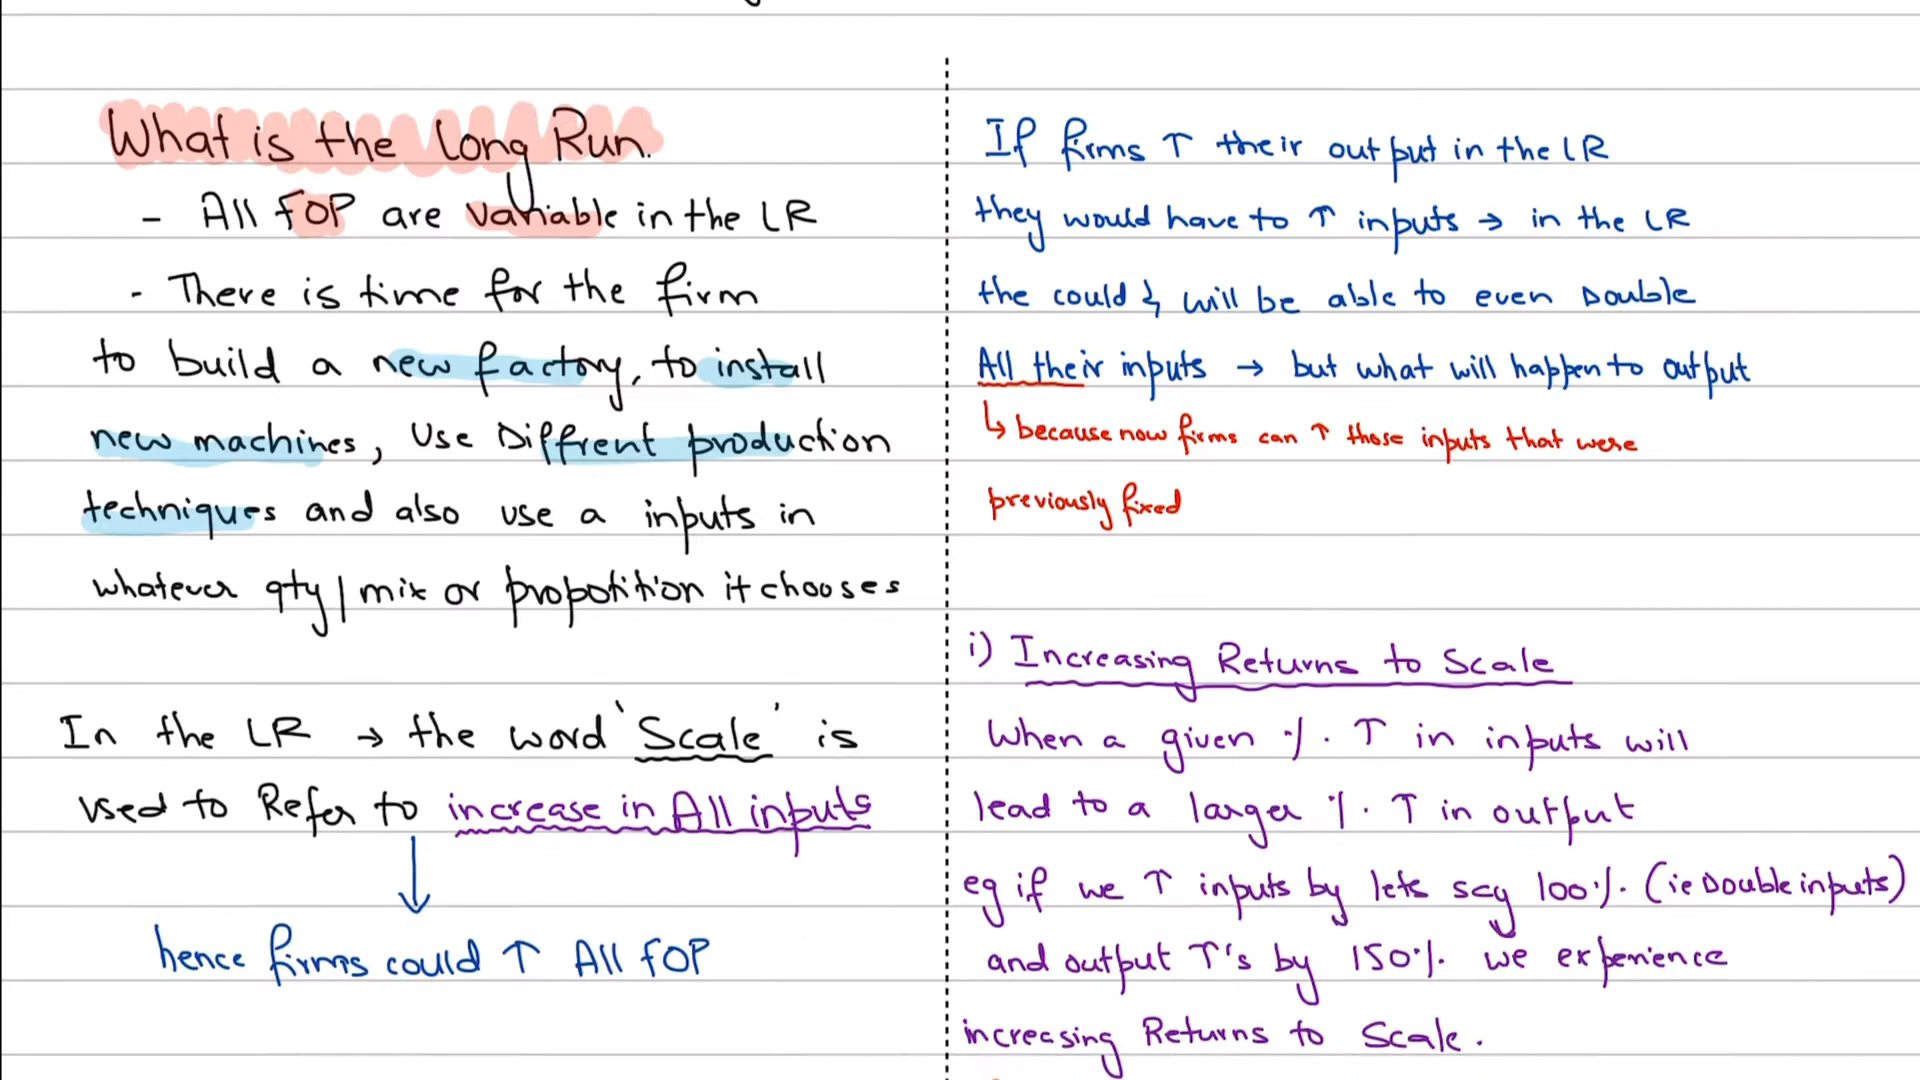 What is the Long Run.
- All FOP are variable in the LR
- There is time for the firm
to build a new factory, to install
new machines, Use Diffrent production
techniques and also use a inputs in
whatever qty/mix or propotition it chooses
In the LR → the word 'Scale' is
used to Refer to increase in All inputs
hence firms could ↑ All FOP
If firms ↑ their output in the LR
they would have to ↑ inputs → in the LR
the could & will be able to even Double
All their inputs → but what will happen to output
↳ because now firms can ↑ those inputs that were
previously fixed
i) Increasing Returns to Scale
When a given % ↑ in inputs will
lead to a larger % ↑ in output
eg if we ↑ inputs by lets say 100% (ie Double inputs)
and output ↑'s by 150% we experience
increasing Returns to Scale.